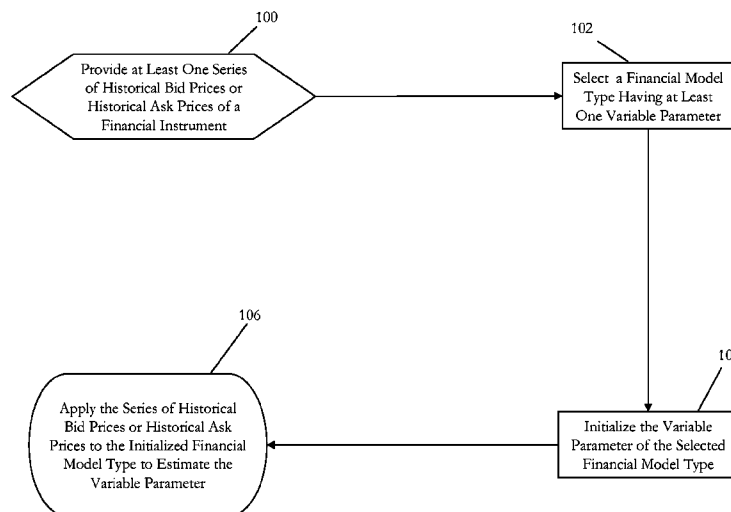 100
Provide at Least One Series
of Historical Bid Prices or
Historical Ask Prices of a
Financial Instrument
102
Select a Financial Model
Type Having at Least
One Variable Parameter
106
Apply the Series of Historical
Bid Prices or Historical Ask
Prices to the Initialized Financial
Model Type to Estimate the
Variable Parameter
Initialize the Variable
Parameter of the Selected
Financial Model Type